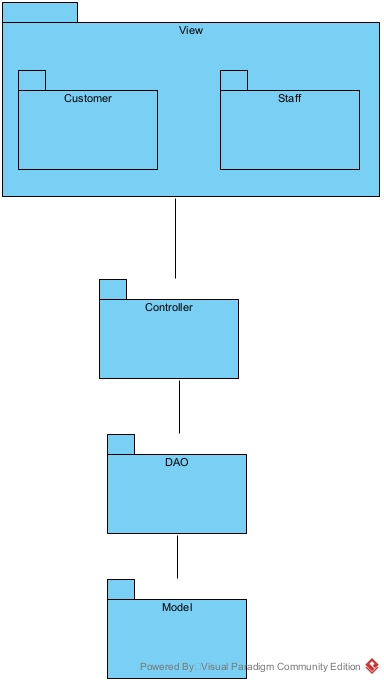 View
Customer
Staff
Controller
DAO
Model
Powered By Visual Paradigm Community Edition